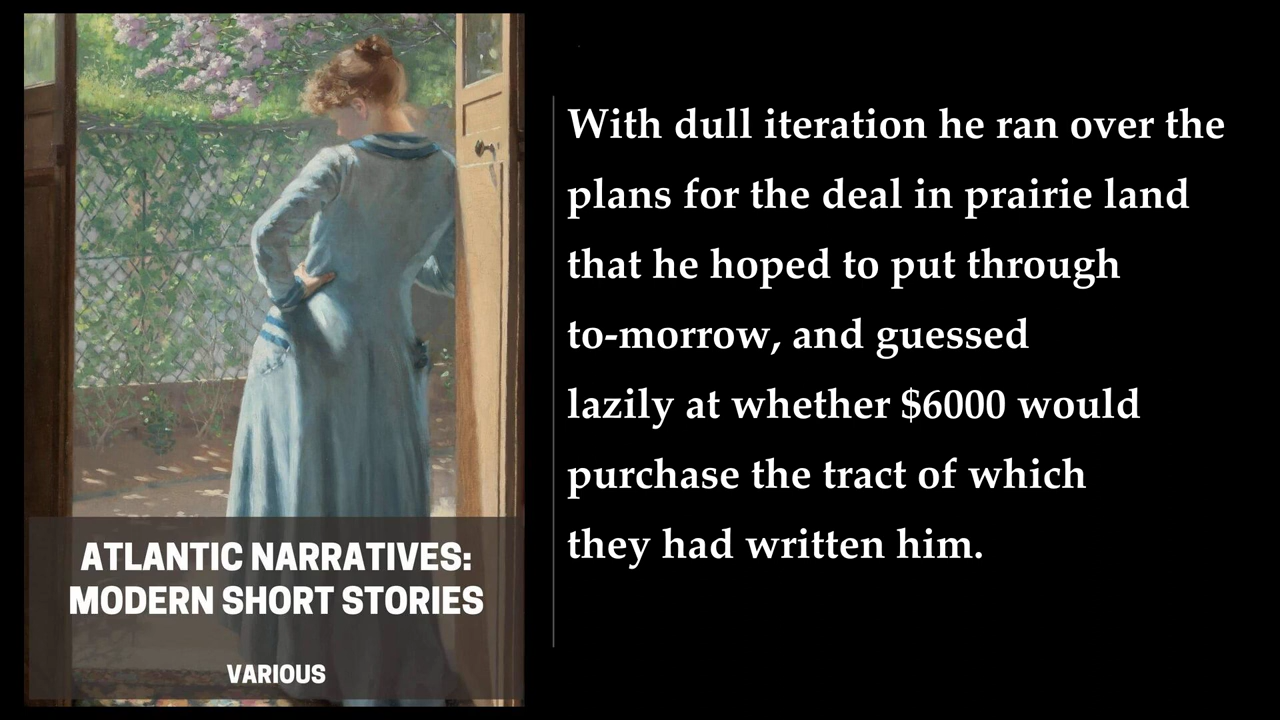 With dull iteration he ran over the
plans for the deal in prairie land
that he hoped to put through
to-morrow, and guessed
lazily at whether $6000 would
purchase the tract of which
they had written him.
ATLANTIC NARRATIVES:
MODERN SHORT STORIES
VARIOUS